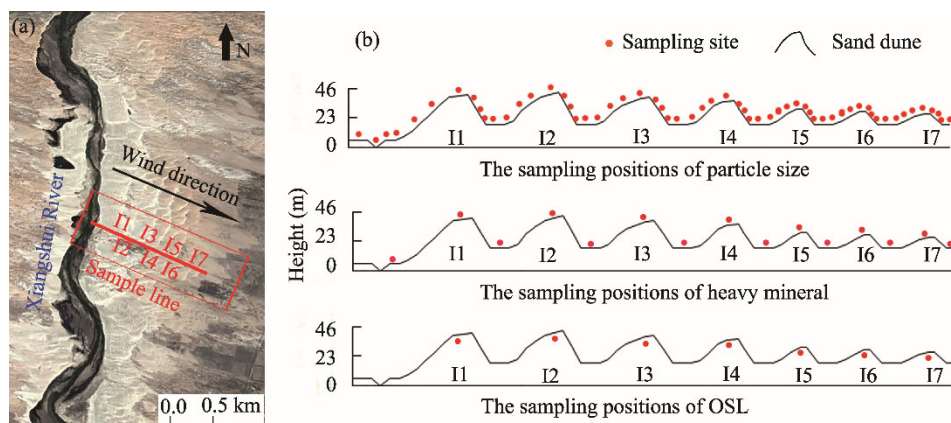 (a)
N
Wind direction
Xiangshui River
I1 I3 I5 I7
I2 I4 I6
Sample line
0.0 0.5 km
(b)
Sampling site
Sand dune
Height (m)
46
23
0
I1 I2 I3 I4 I5 I6 I7
The sampling positions of particle size
46
23
0
I1 I2 I3 I4 I5 I6 I7
The sampling positions of heavy mineral
46
23
0
I1 I2 I3 I4 I5 I6 I7
The sampling positions of OSL